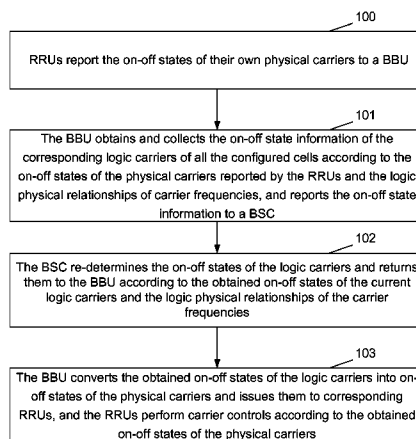 100
RRUs report the on-off states of their own physical carriers to a BBU
101
The BBU obtains and collects the on-off state information of the
corresponding logic carriers of all the configured cells according to the
on-off states of the physical carriers reported by the RRUs and the logic
physical relationships of carrier frequencies, and reports the on-off state
information to a BSC
102
The BSC re-determines the on-off states of the logic carriers and returns
them to the BBU according to the obtained on-off states of the current
logic carriers and the logic physical relationships of the carrier
frequencies
103
The BBU converts the obtained on-off states of the logic carriers into on-
off states of the physical carriers and issues them to corresponding
RRUs, and the RRUs perform carrier controls according to the obtained
on-off states of the physical carriers